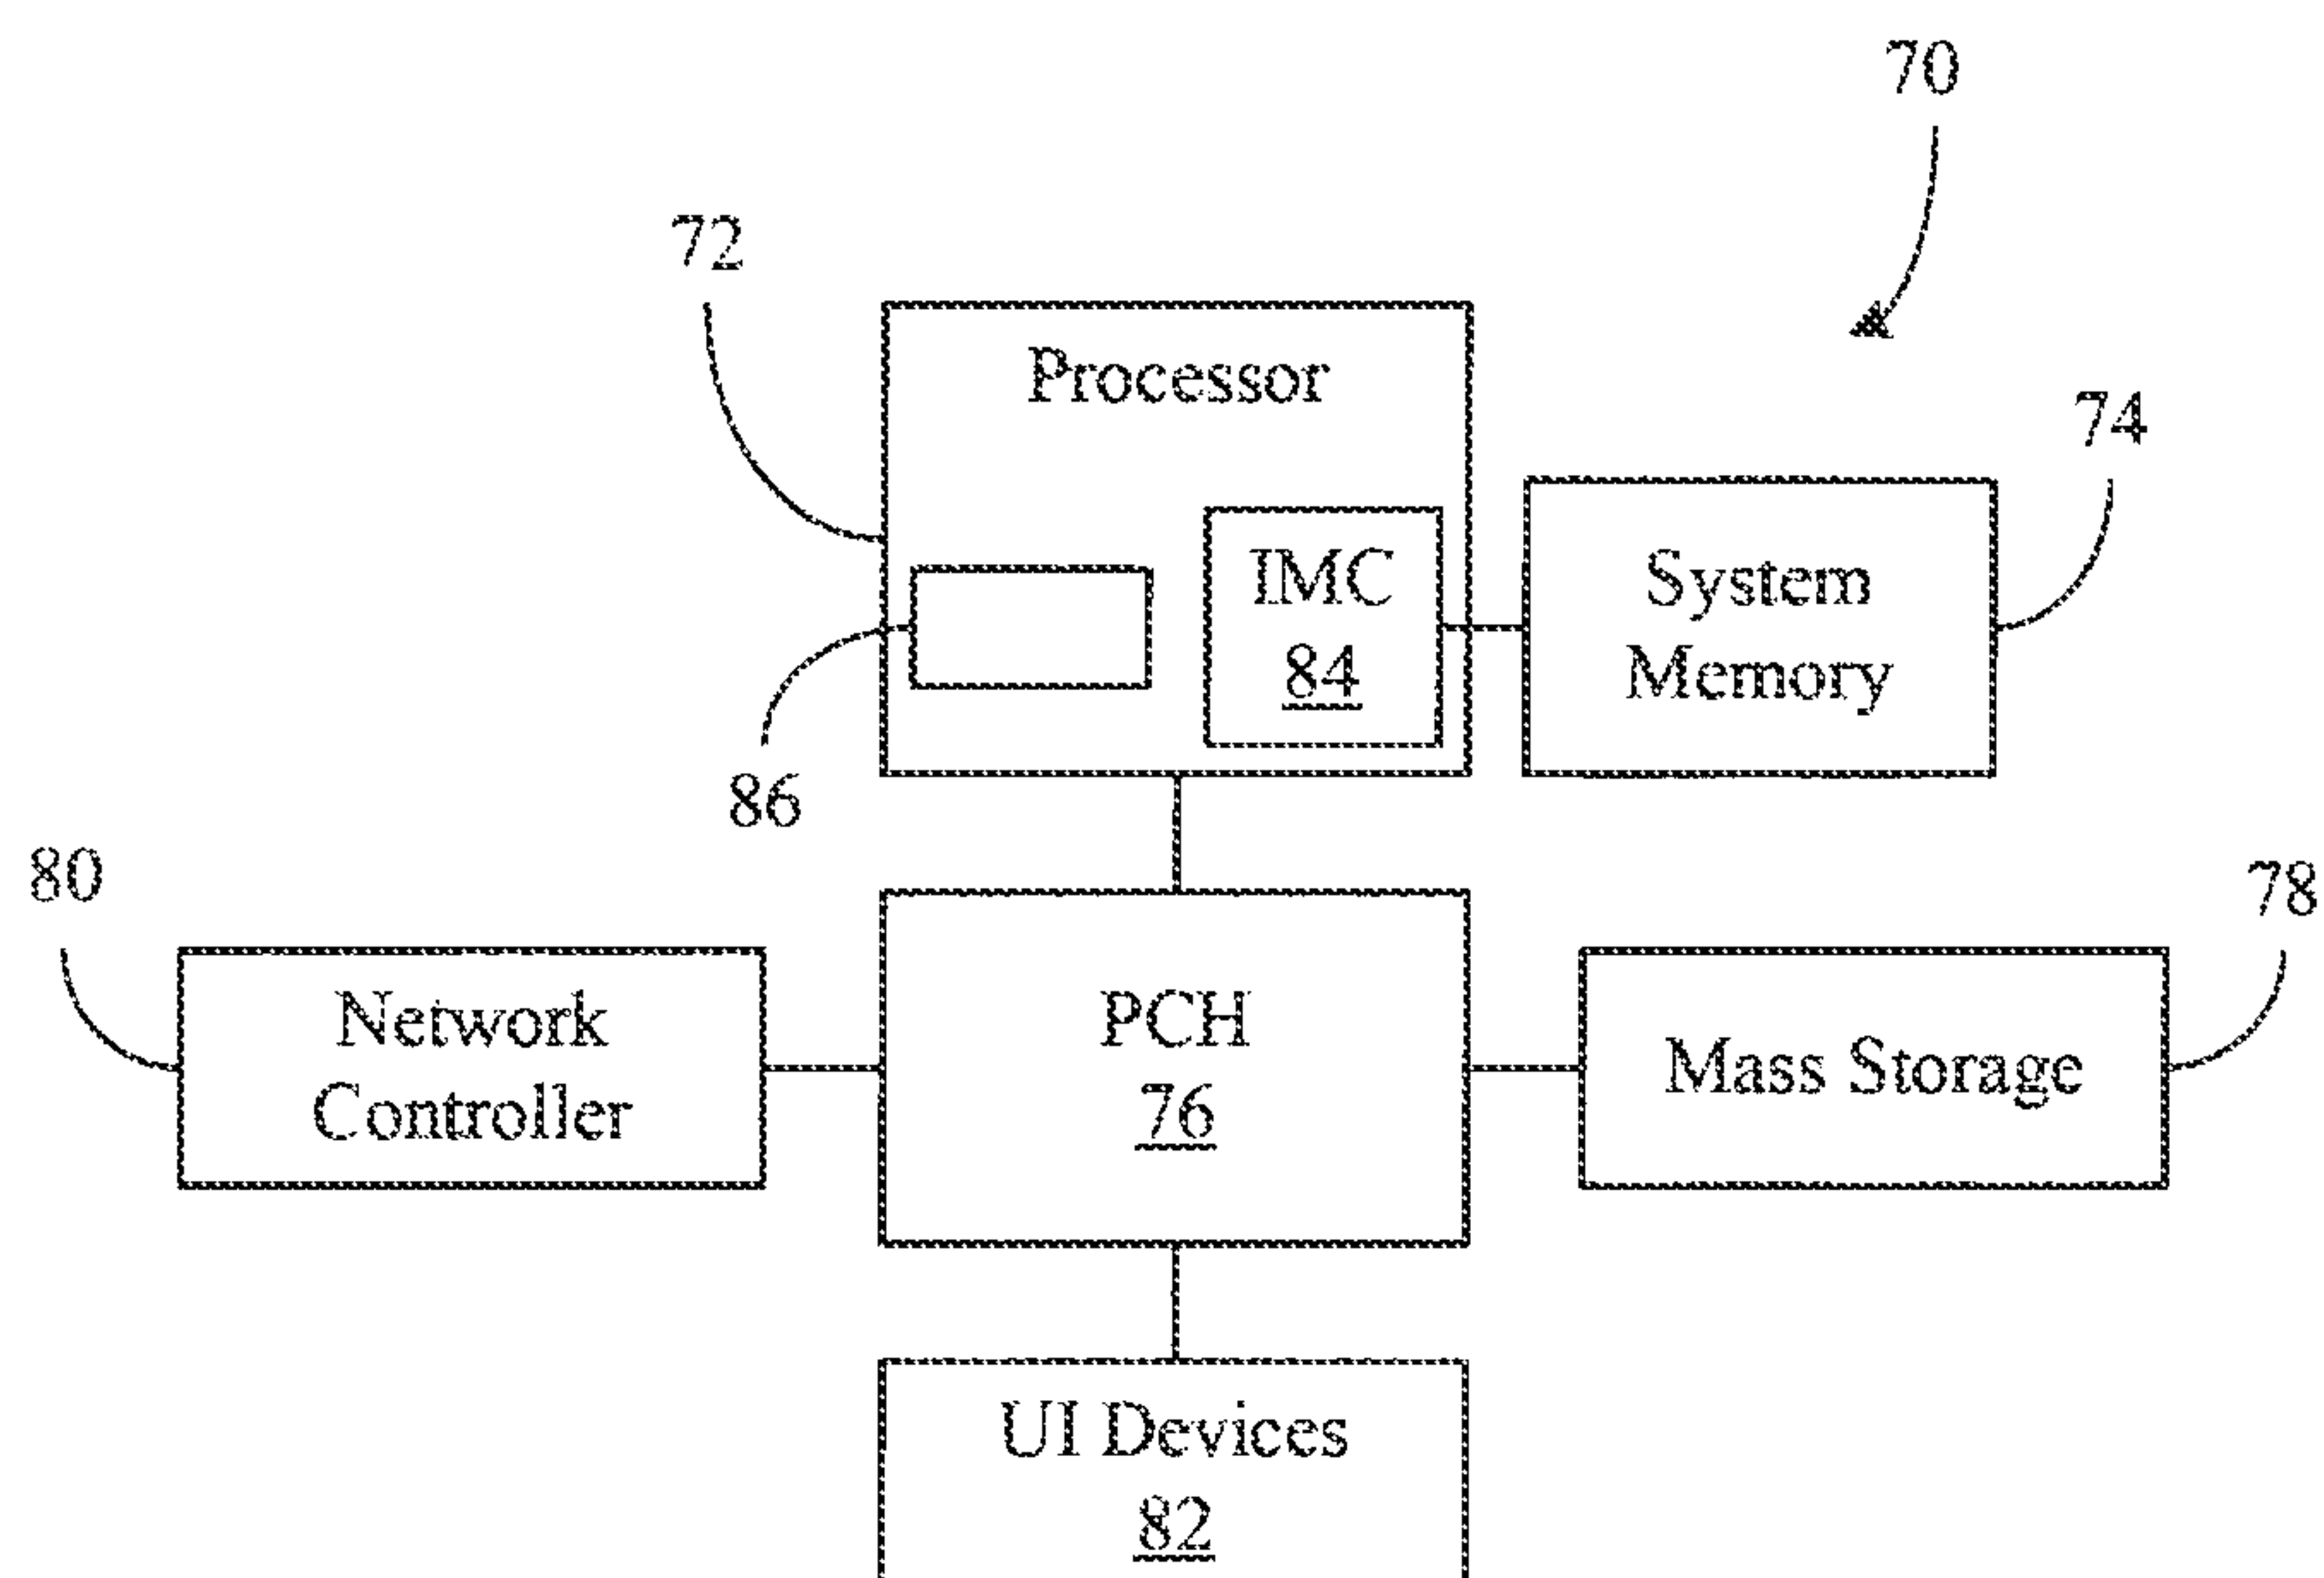 70
72
Processor
74
IMC
84
System
Memory
86
80
78
Network
Controller
PCH
76
Mass Storage
UI Devices
82